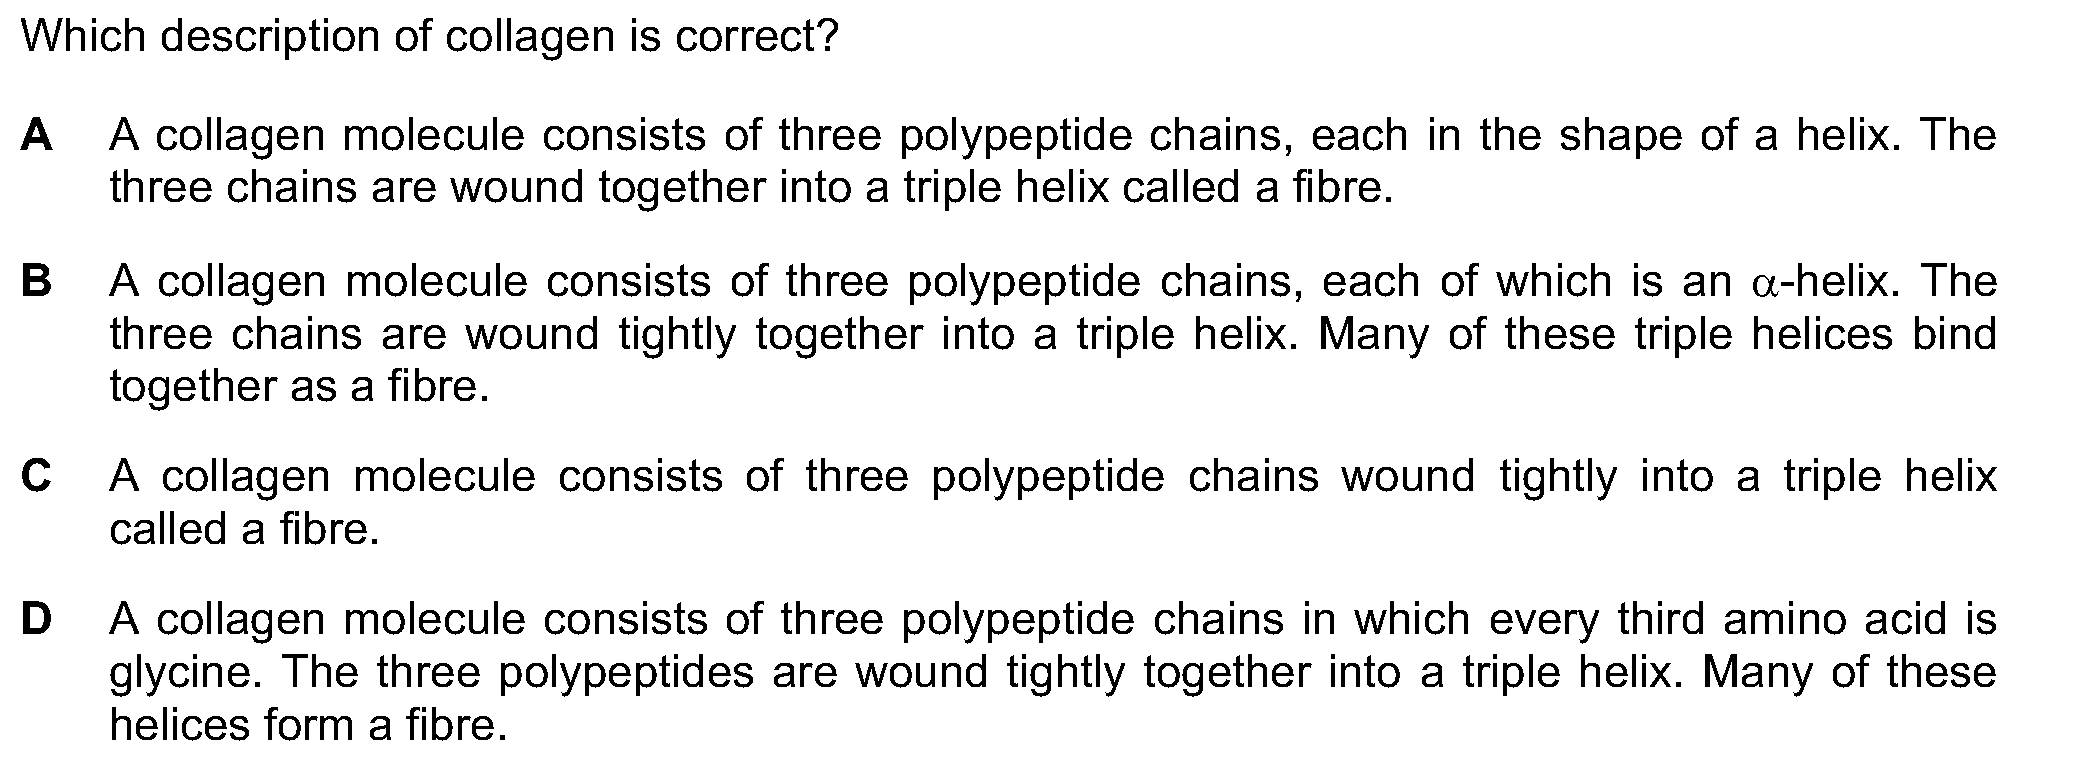 Which description of collagen is correct?
A A collagen molecule consists of three polypeptide chains, each in the shape of a helix. The
three chains are wound together into a triple helix called a fibre.
B A collagen molecule consists of three polypeptide chains, each of which is an α-helix. The
three chains are wound tightly together into a triple helix. Many of these triple helices bind
together as a fibre.
C A collagen molecule consists of three polypeptide chains wound tightly into a triple helix
called a fibre.
D A collagen molecule consists of three polypeptide chains in which every third amino acid is
glycine. The three polypeptides are wound tightly together into a triple helix. Many of these
helices form a fibre.